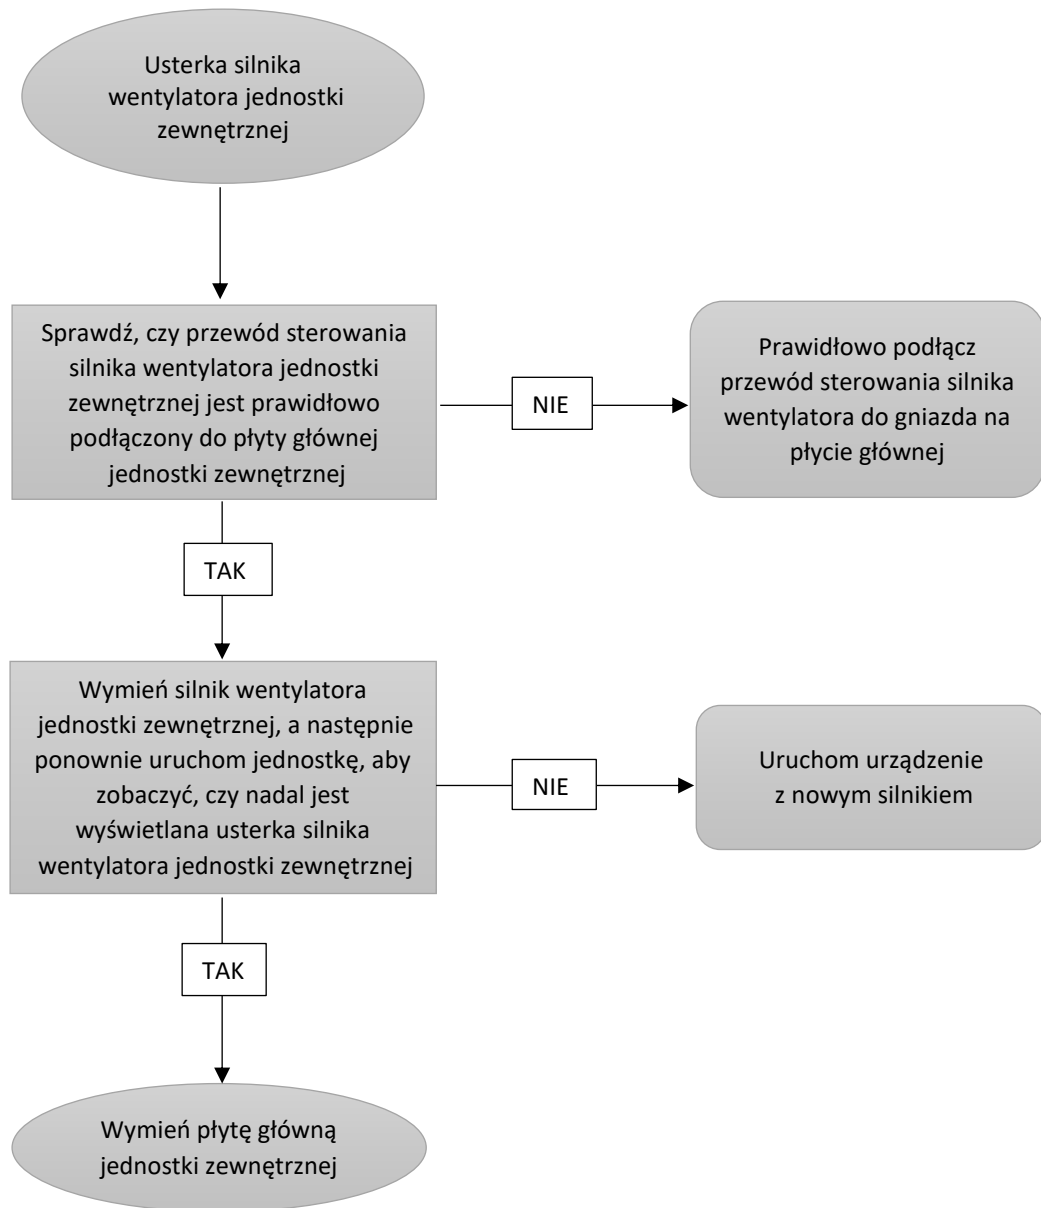 Usterka silnika
wentylatora jednostki
zewnętrznej
Sprawdź, czy przewód sterowania
silnika wentylatora jednostki
zewnętrznej jest prawidłowo
podłączony do płyty głównej
jednostki zewnętrznej
NIE
Prawidłowo podłącz
przewód sterowania silnika
wentylatora do gniazda na
płycie głównej
TAK
Wymień silnik wentylatora
jednostki zewnętrznej, a następnie
ponownie uruchom jednostkę, aby
zobaczyć, czy nadal jest
wyświetlana usterka silnika
wentylatora jednostki zewnętrznej
NIE
Uruchom urządzenie
z nowym silnikiem
TAK
Wymień płytę główną
jednostki zewnętrznej